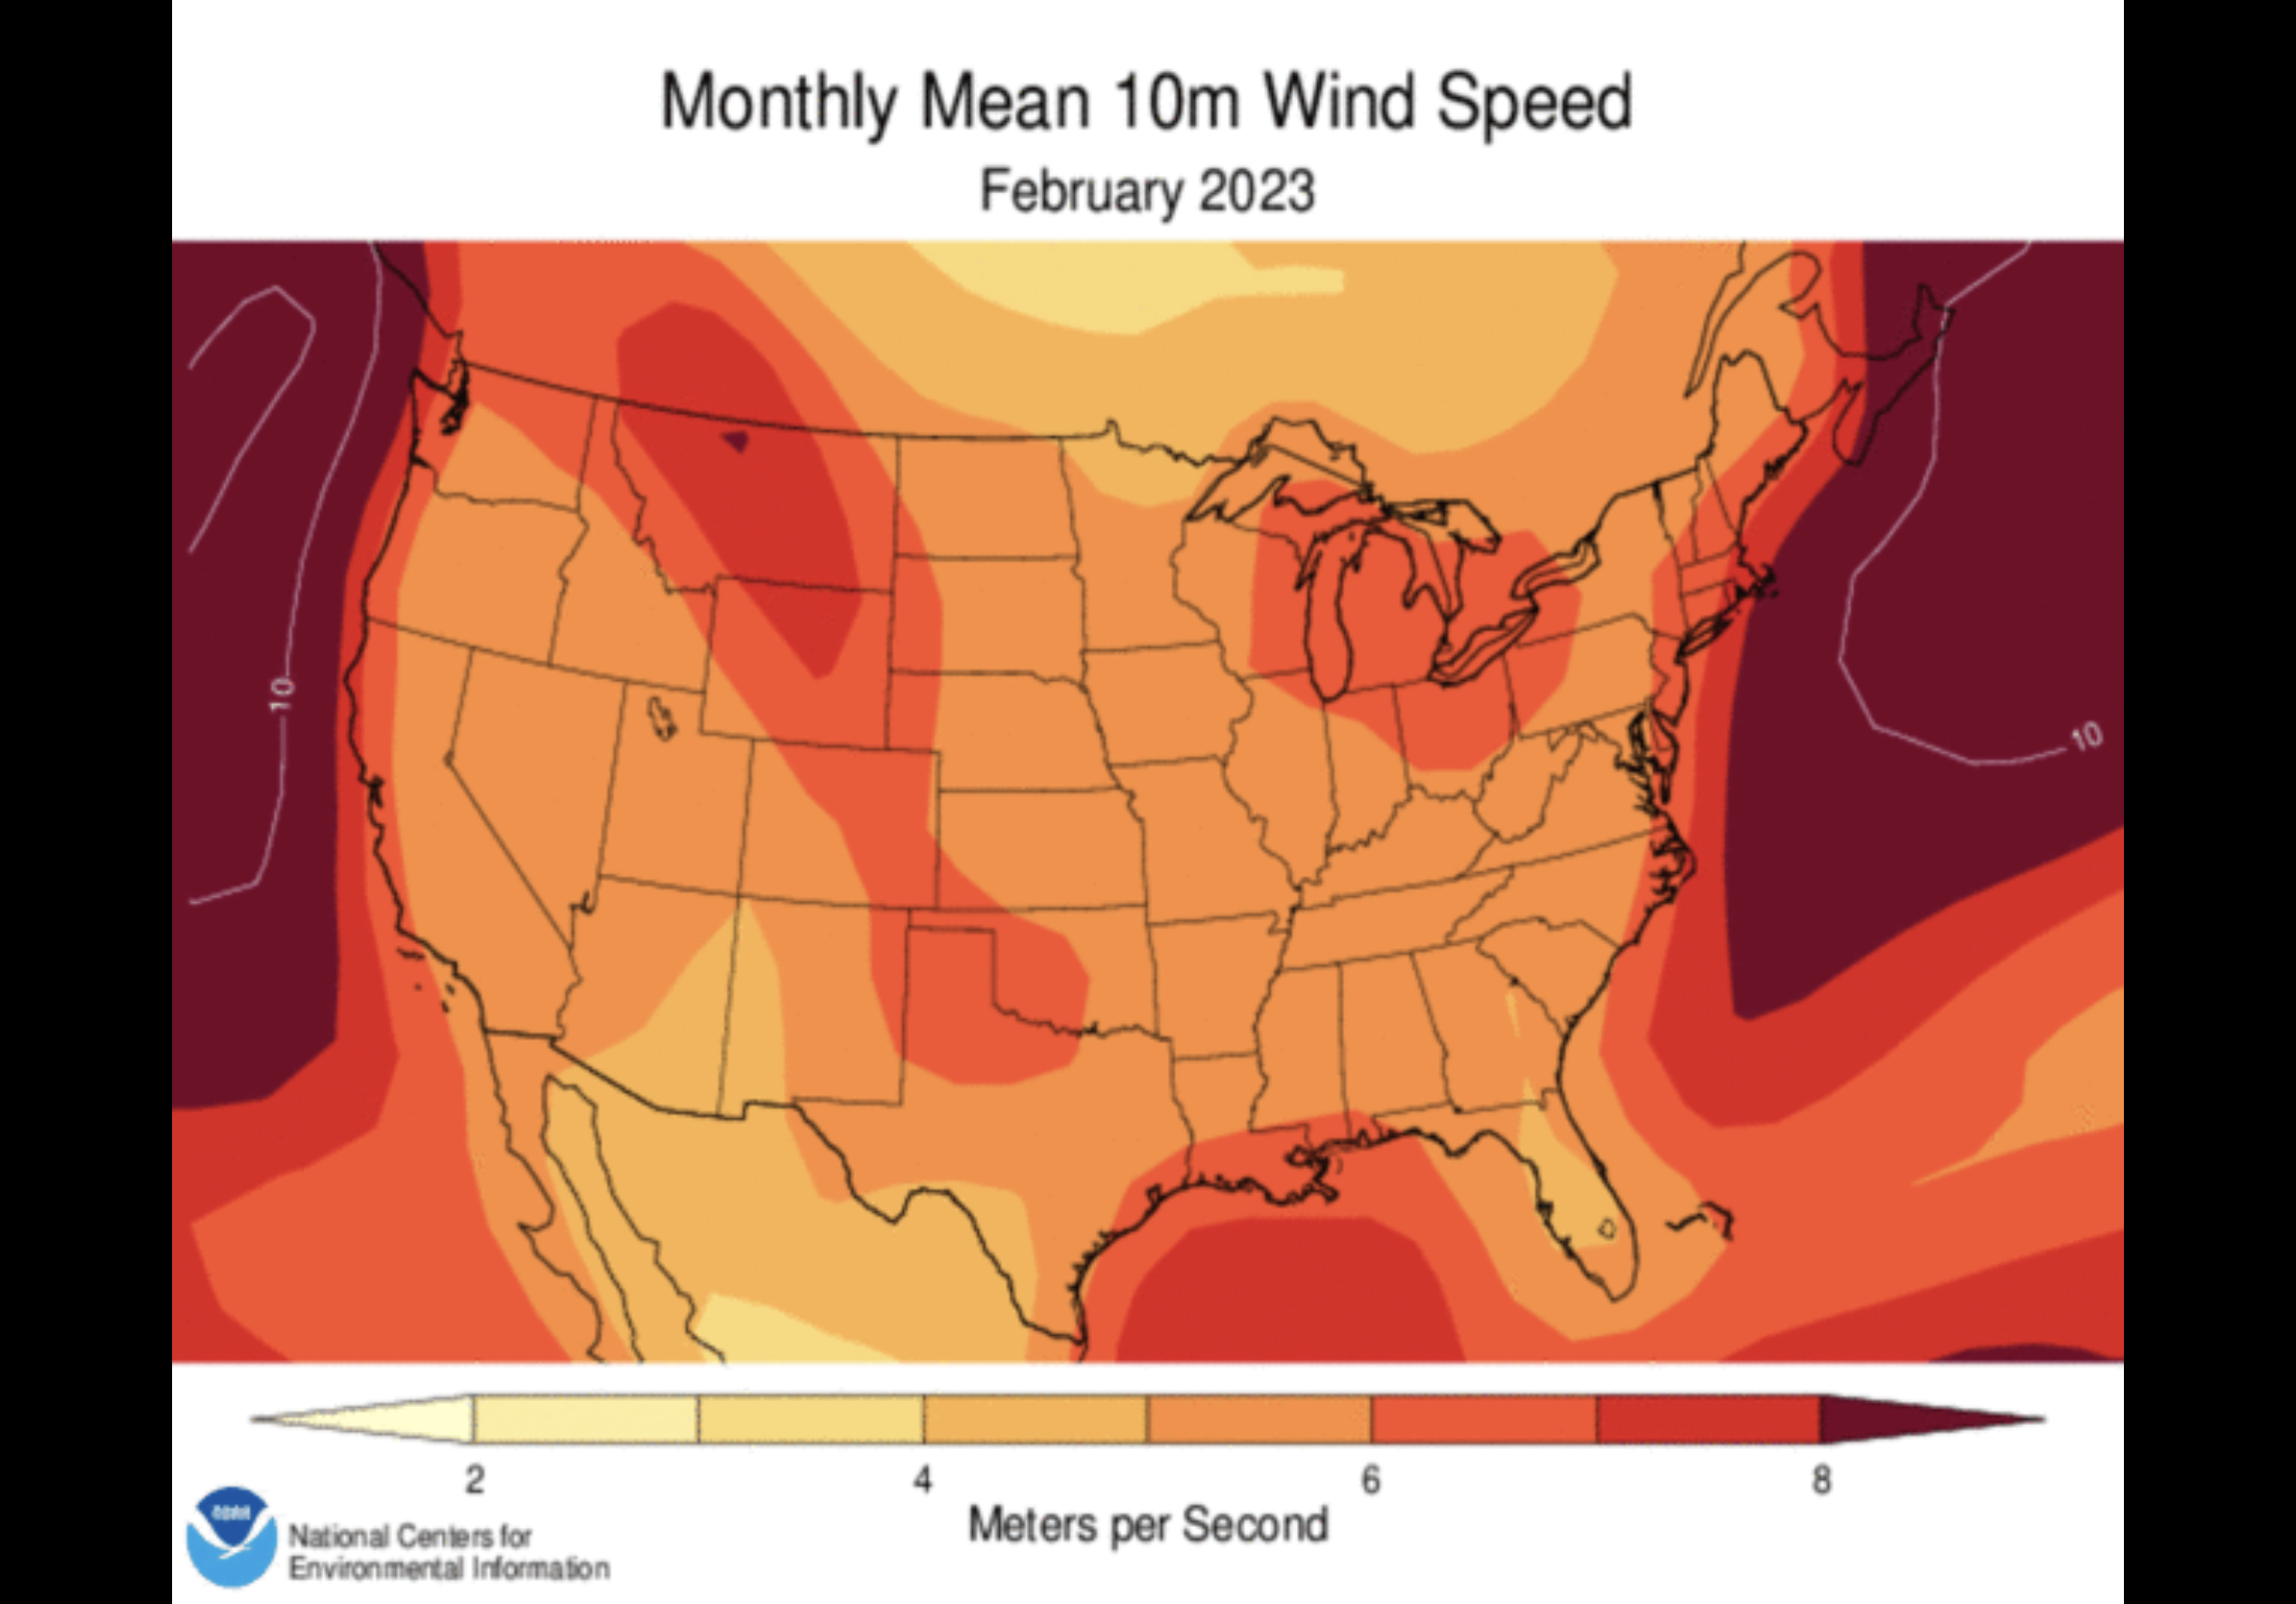 Monthly Mean 10m Wind Speed
February 2023
10
10
2 4 6 8
Meters per Second
National Centers for
Environmental Information